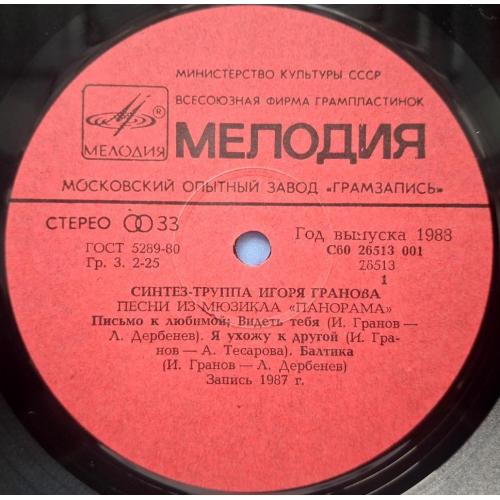 МИНИСТЕРСТВО КУЛЬТУРЫ СССР
ВСЕСОЮЗНАЯ ФИРМА ГРАМПЛАСТИНОК
®
МЕЛОДИЯ
МЕЛОДИЯ
МОСКОВСКИЙ ОПЫТНЫЙ ЗАВОД «ГРАМЗАПИСЬ»
СТЕРЕО 33
Год выпуска 1988
ГОСТ 5289-80
С60 26513 001
Гр. 3. 2-25
26513
1
СИНТЕЗ-ТРУППА ИГОРЯ ГРАНОВА
ПЕСНИ ИЗ МЮЗИКЛА «ПАНОРАМА»
Письмо к любимой; Видеть тебя (И. Гранов —
Л. Дербенев). Я ухожу к другой (И. Гра-
нов — А. Тесарова). Балтика
(И. Гранов — Л. Дербенев)
Запись 1987 г.